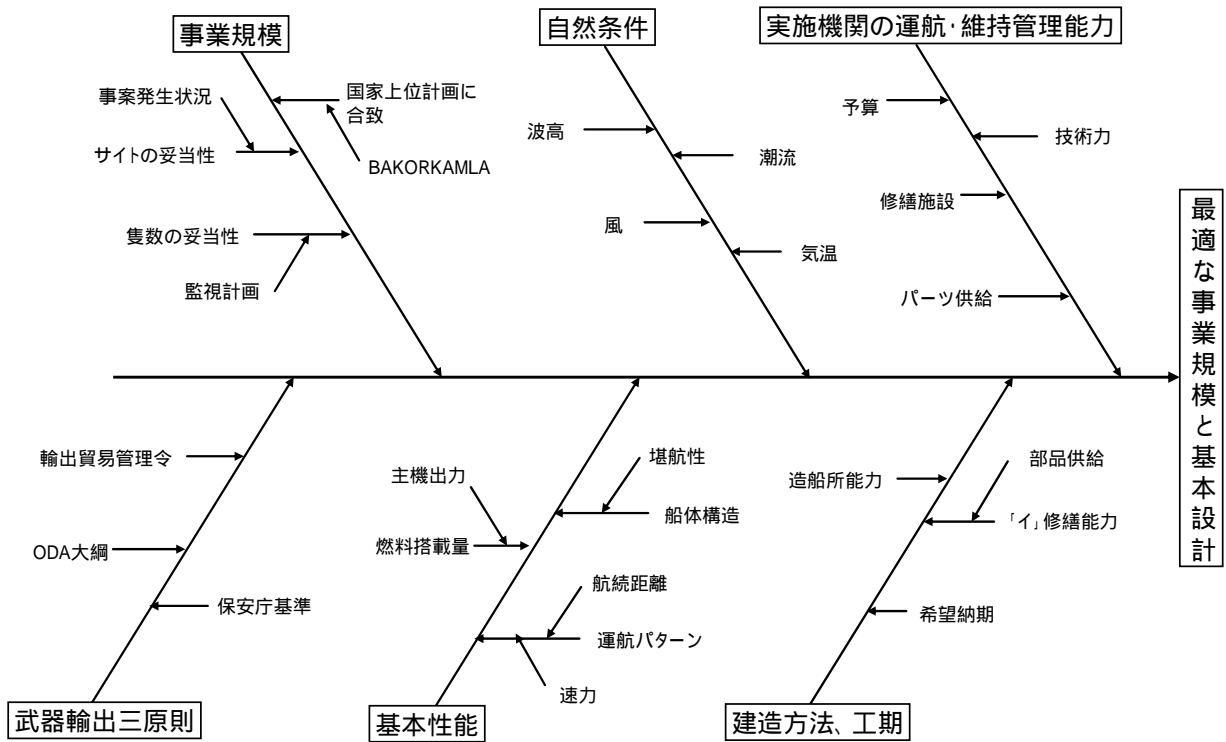 事業規模
自然条件
実施機関の運航・維持管理能力
事案発生状況
国家上位計画に
合致
サイトの妥当性
BAKORKAMLA
隻数の妥当性
監視計画
波高
潮流
風
気温
予算
技術力
修繕施設
パーツ供給
最適な事業規模と基本設計
輸出貿易管理令
ODA大綱
保安庁基準
主機出力
堪航性
船体構造
燃料搭載量
航続距離
運航パターン
速力
造船所能力
部品供給
「イ」修繕能力
希望納期
武器輸出三原則
基本性能
建造方法、工期